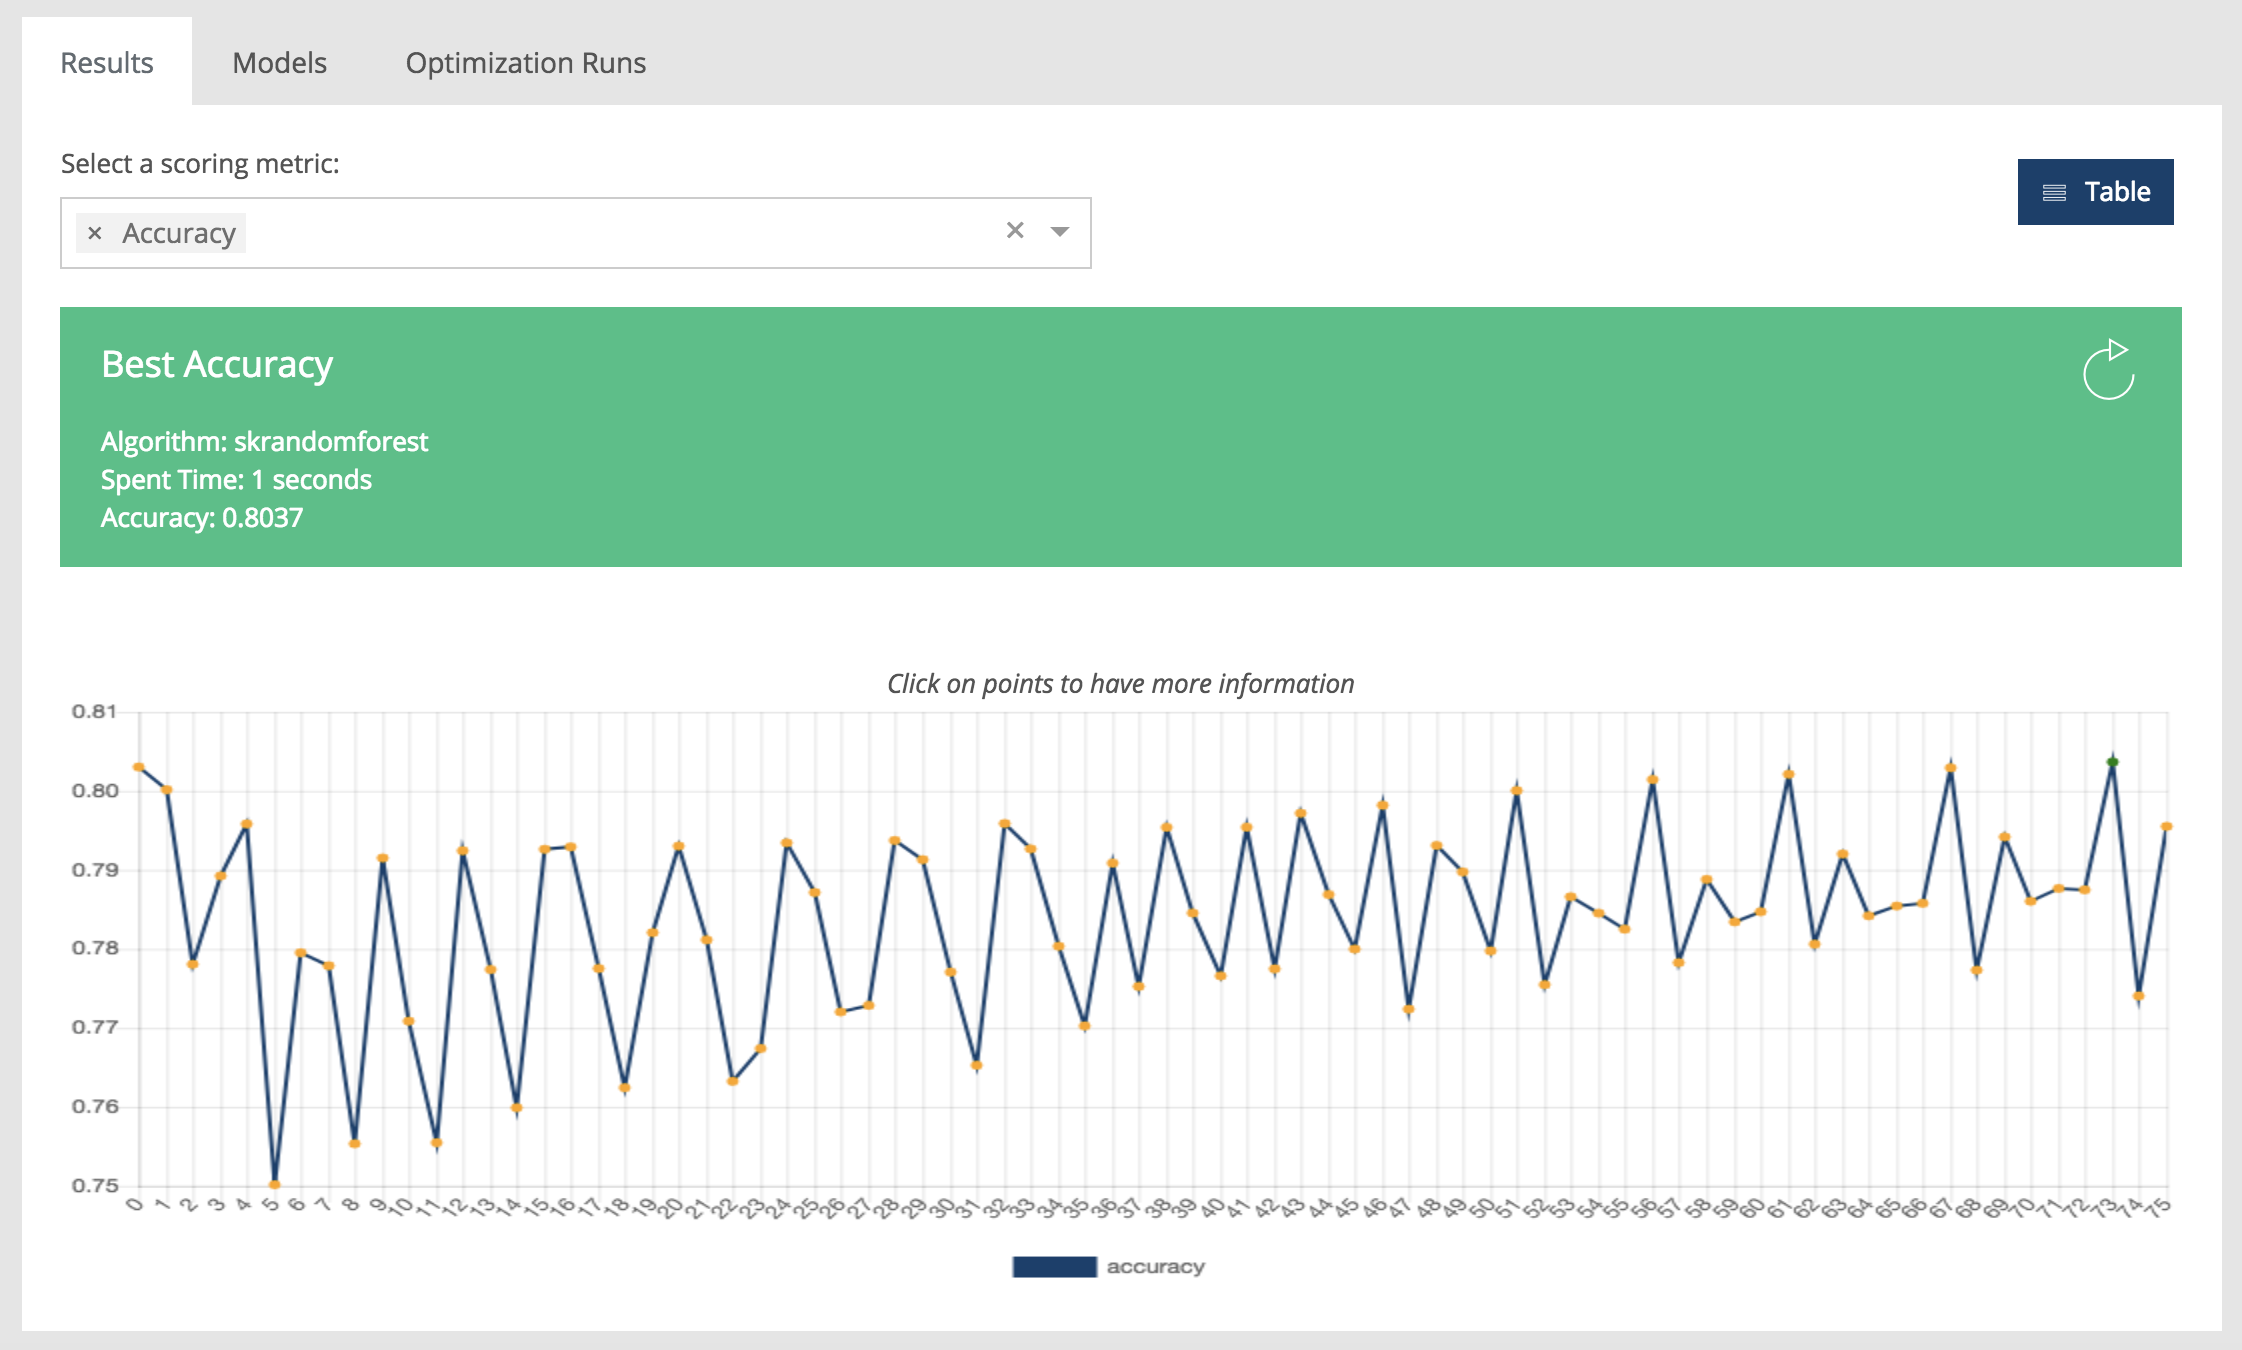 Results Models Optimization Runs
Select a scoring metric:
× Accuracy
Table
Best Accuracy
Algorithm: skrandomforest
Spent Time: 1 seconds
Accuracy: 0.8037
Click on points to have more information
0.81
0.80
0.79
0.78
0.77
0.76
0.75
0 1 2 3 4 5 6 7 8 9 10 11 12 13 14 15 16 17 18 19 20 21 22 23 24 25 26 27 28 29 30 31 32 33 34 35 36 37 38 39 40 41 42 43 44 45 46 47 48 49 50 51 52 53 54 55 56 57 58 59 60 61 62 63 64 65 66 67 68 69 70 71 72 73 74 75
accuracy